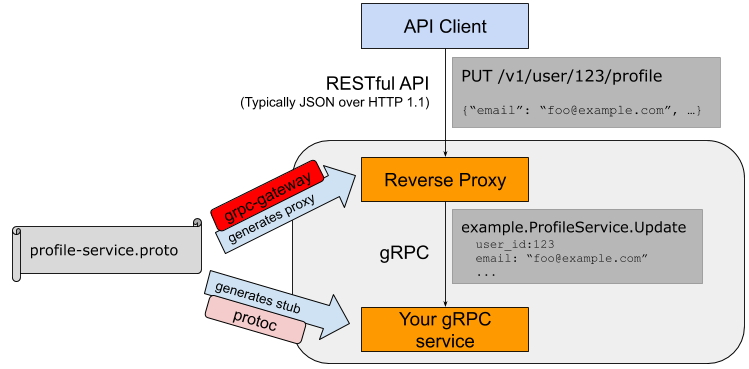 API Client
RESTful API
(Typically JSON over HTTP 1.1)
PUT /v1/user/123/profile
{“email”: “foo@example.com”, …}
grpc-gateway
generates proxy
Reverse Proxy
profile-service.proto
gRPC
example.ProfileService.Update
user_id:123
email: “foo@example.com”
...
generates stub
protoc
Your gRPC
service